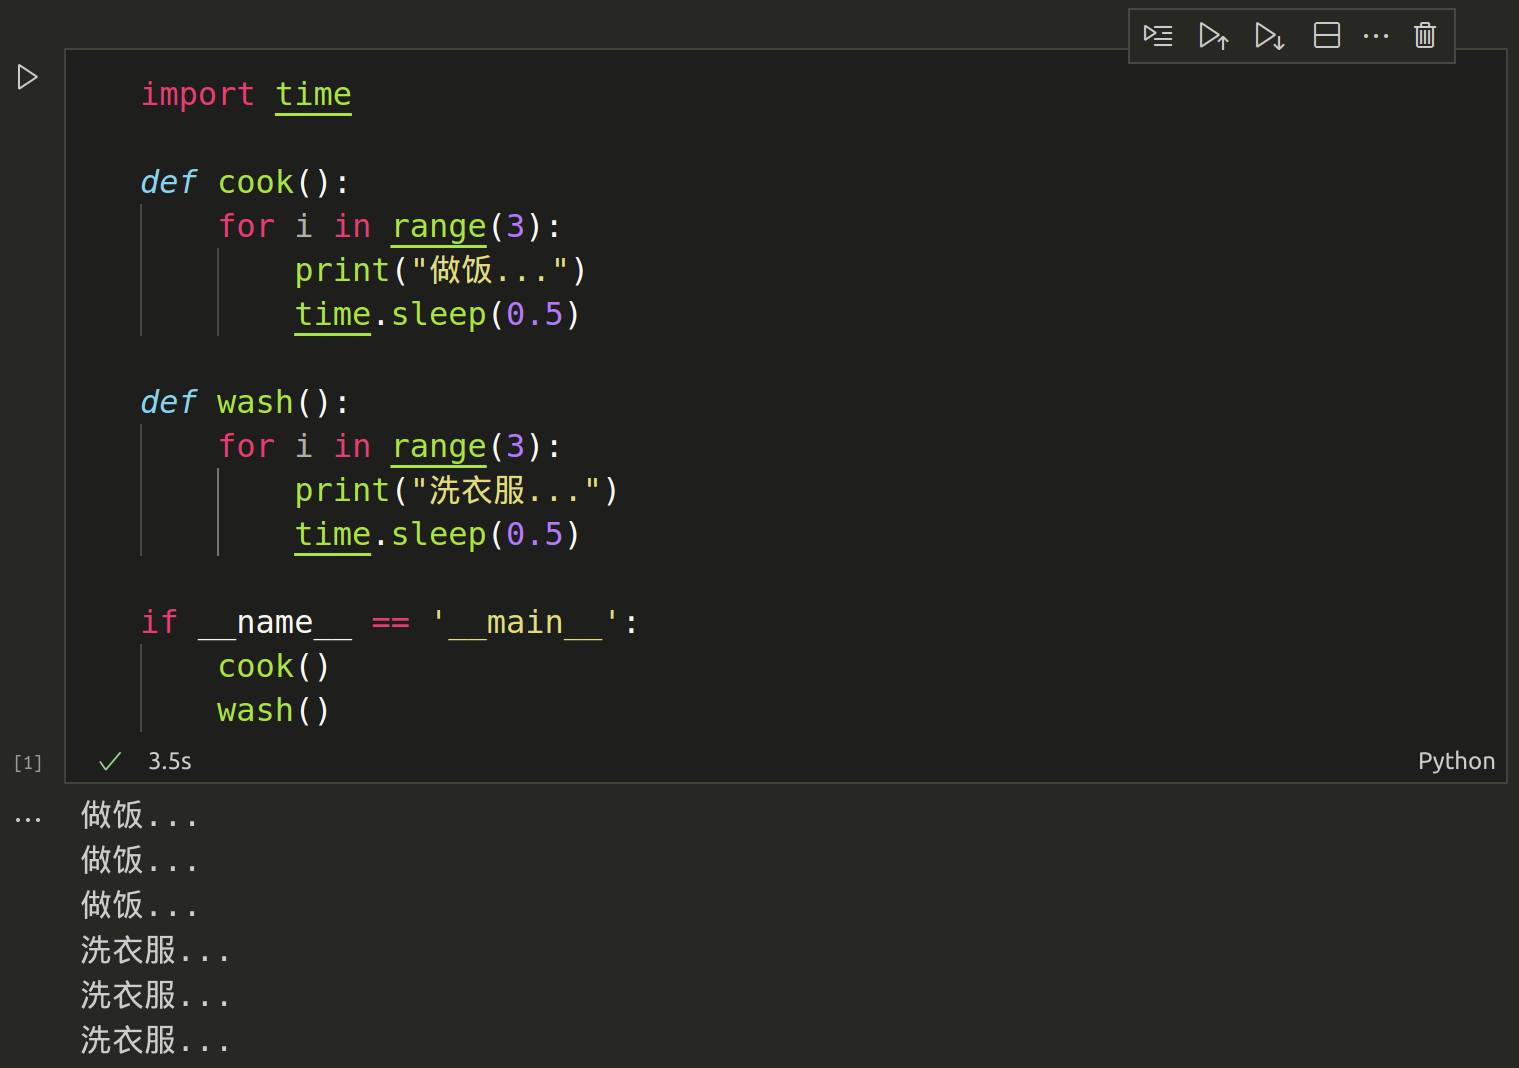 import time
def cook():
for i in range(3):
print("做饭...")
time.sleep(0.5)
def wash():
for i in range(3):
print("洗衣服...")
time.sleep(0.5)
if __name__ == '__main__':
cook()
wash()
[1] 3.5s Python
做饭...
做饭...
做饭...
洗衣服...
洗衣服...
洗衣服...